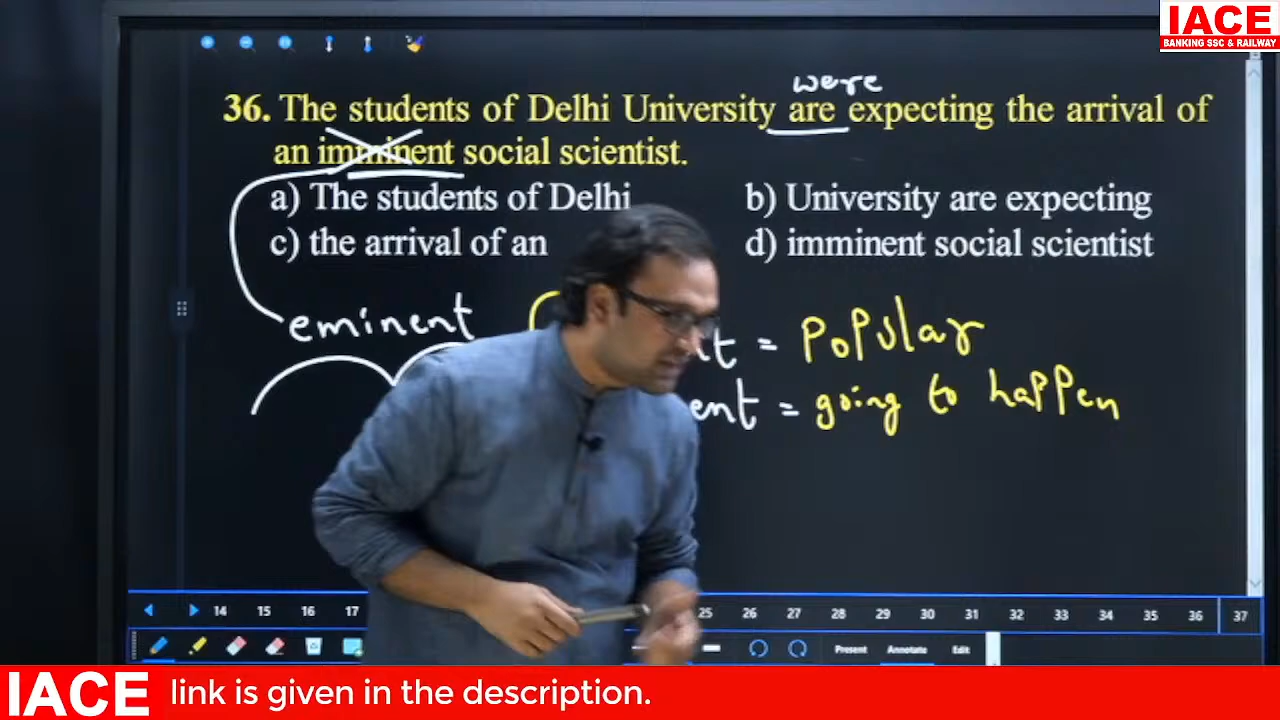 IACE
BANKING SSC & RAILWAY
were
36. The students of Delhi University are expecting the arrival of
an imminent social scientist.
a) The students of Delhi
b) University are expecting
c) the arrival of an
d) imminent social scientist
eminent
= popular
ent = going to happen
14 15 16 17 25 26 27 28 29 30 31 32 33 34 35 36 37
Present Annotate Edit
IACE link is given in the description.